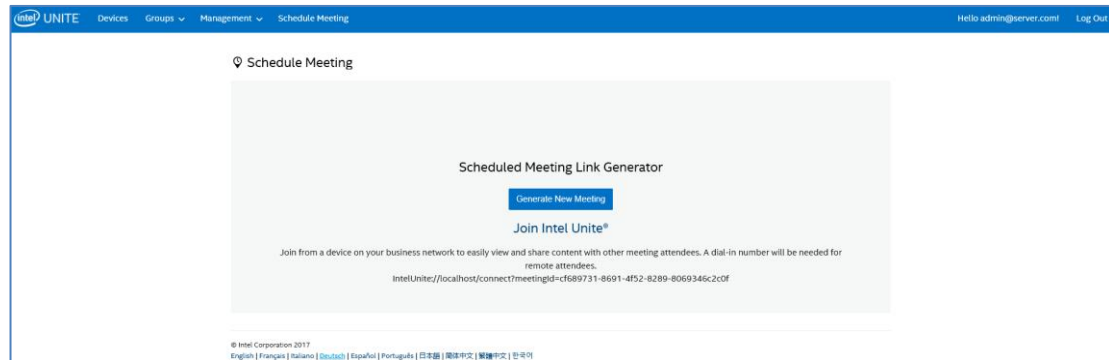 intel UNITE Devices Groups Management Schedule Meeting Hello admin@server.com! Log Out
Schedule Meeting
Scheduled Meeting Link Generator
Generate New Meeting
Join Intel Unite®
Join from a device on your business network to easily view and share content with other meeting attendees. A dial-in number will be needed for
remote attendees.
IntelUnite://localhost/connect?meetingId=cf689731-8691-4f52-8289-8069346c2c0f
© Intel Corporation 2017
English | Français | Italiano | Deutsch | Español | Português | 日本語 | 简体中文 | 繁體中文 | 한국어